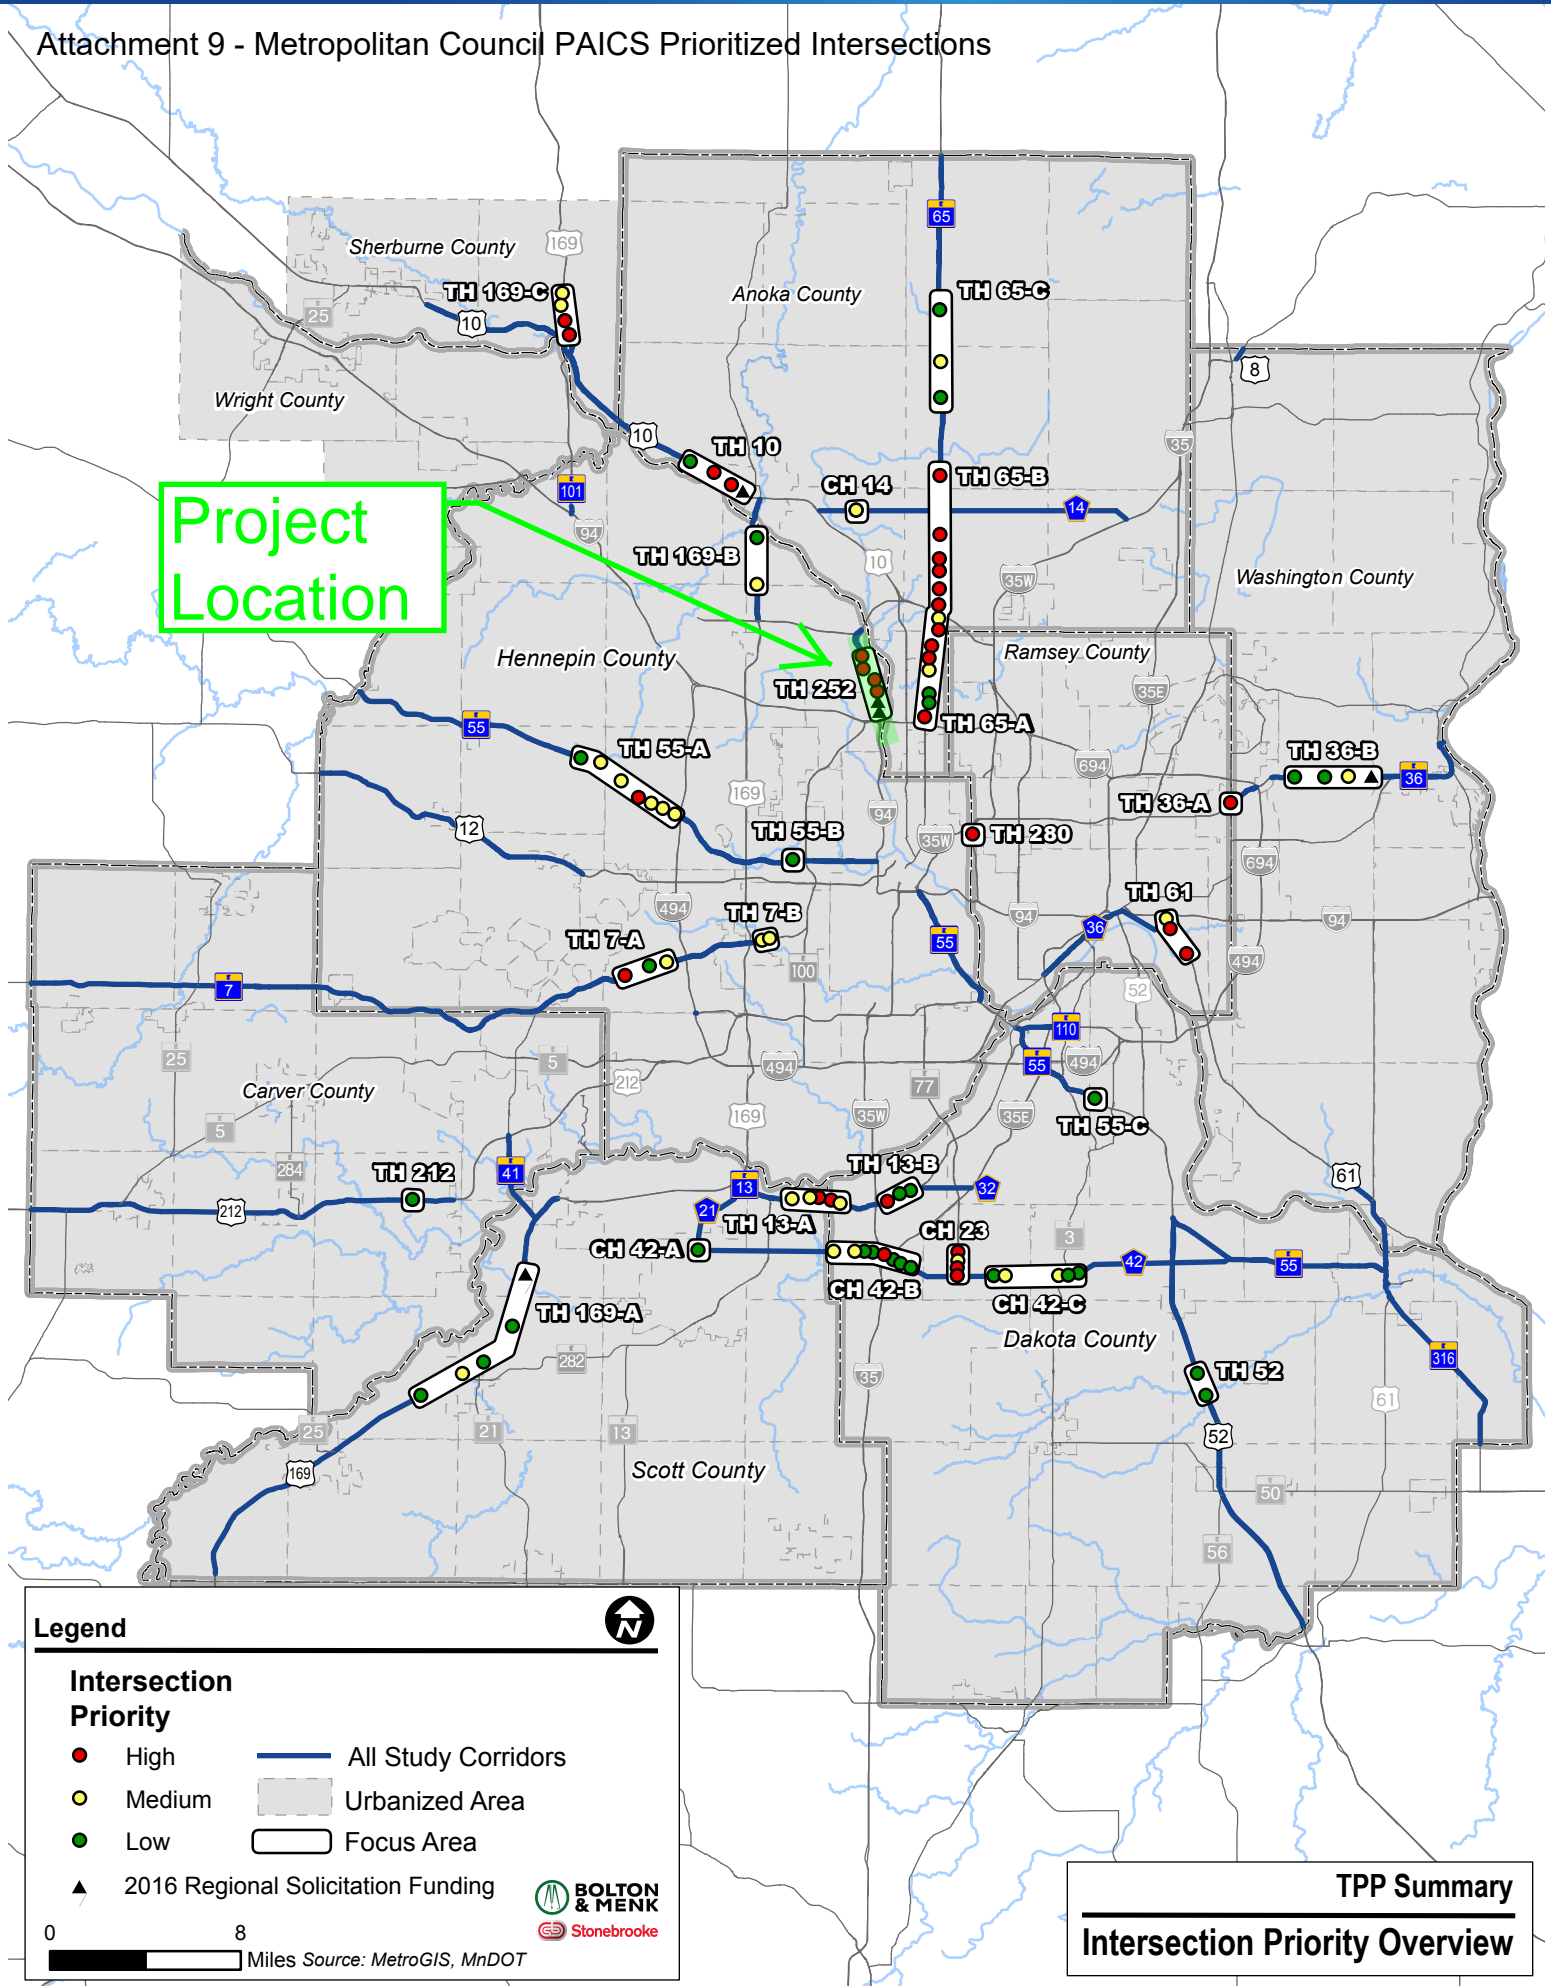 Attachment 9 - Metropolitan Council PAICS Prioritized Intersections
65
Sherburne County
169
TH 169-C
Anoka County
TH 65-C
25
10
8
Wright County
10
TH 10
35
TH 65-B
CH 14
101
14
Project
Location
94
TH 169-B
10
35W
Washington County
Hennepin County
Ramsey County
TH 252
35E
55
TH 65-A
TH 55-A
TH 36-B
694
36
169
TH 36-A
12
94
TH 55-B
35W
TH 280
694
TH 61
494
TH 7-B
94
94
36
TH 7-A
55
494
100
7
52
110
25
5
494
55
494
212
77
Carver County
169
35W
35E
TH 55-C
5
284
TH 212
41
TH 13-B
61
13
32
212
21
TH 13-A
CH 23
3
CH 42-A
42
55
CH 42-B
CH 42-C
TH 169-A
Dakota County
282
316
35
TH 52
61
25
21
13
52
169
Scott County
50
56
Legend
N
Intersection
Priority
High
All Study Corridors
Medium
Urbanized Area
Low
Focus Area
2016 Regional Solicitation Funding
BOLTON
& MENK
Stonebrooke
0 8
Miles Source: MetroGIS, MnDOT
TPP Summary
Intersection Priority Overview